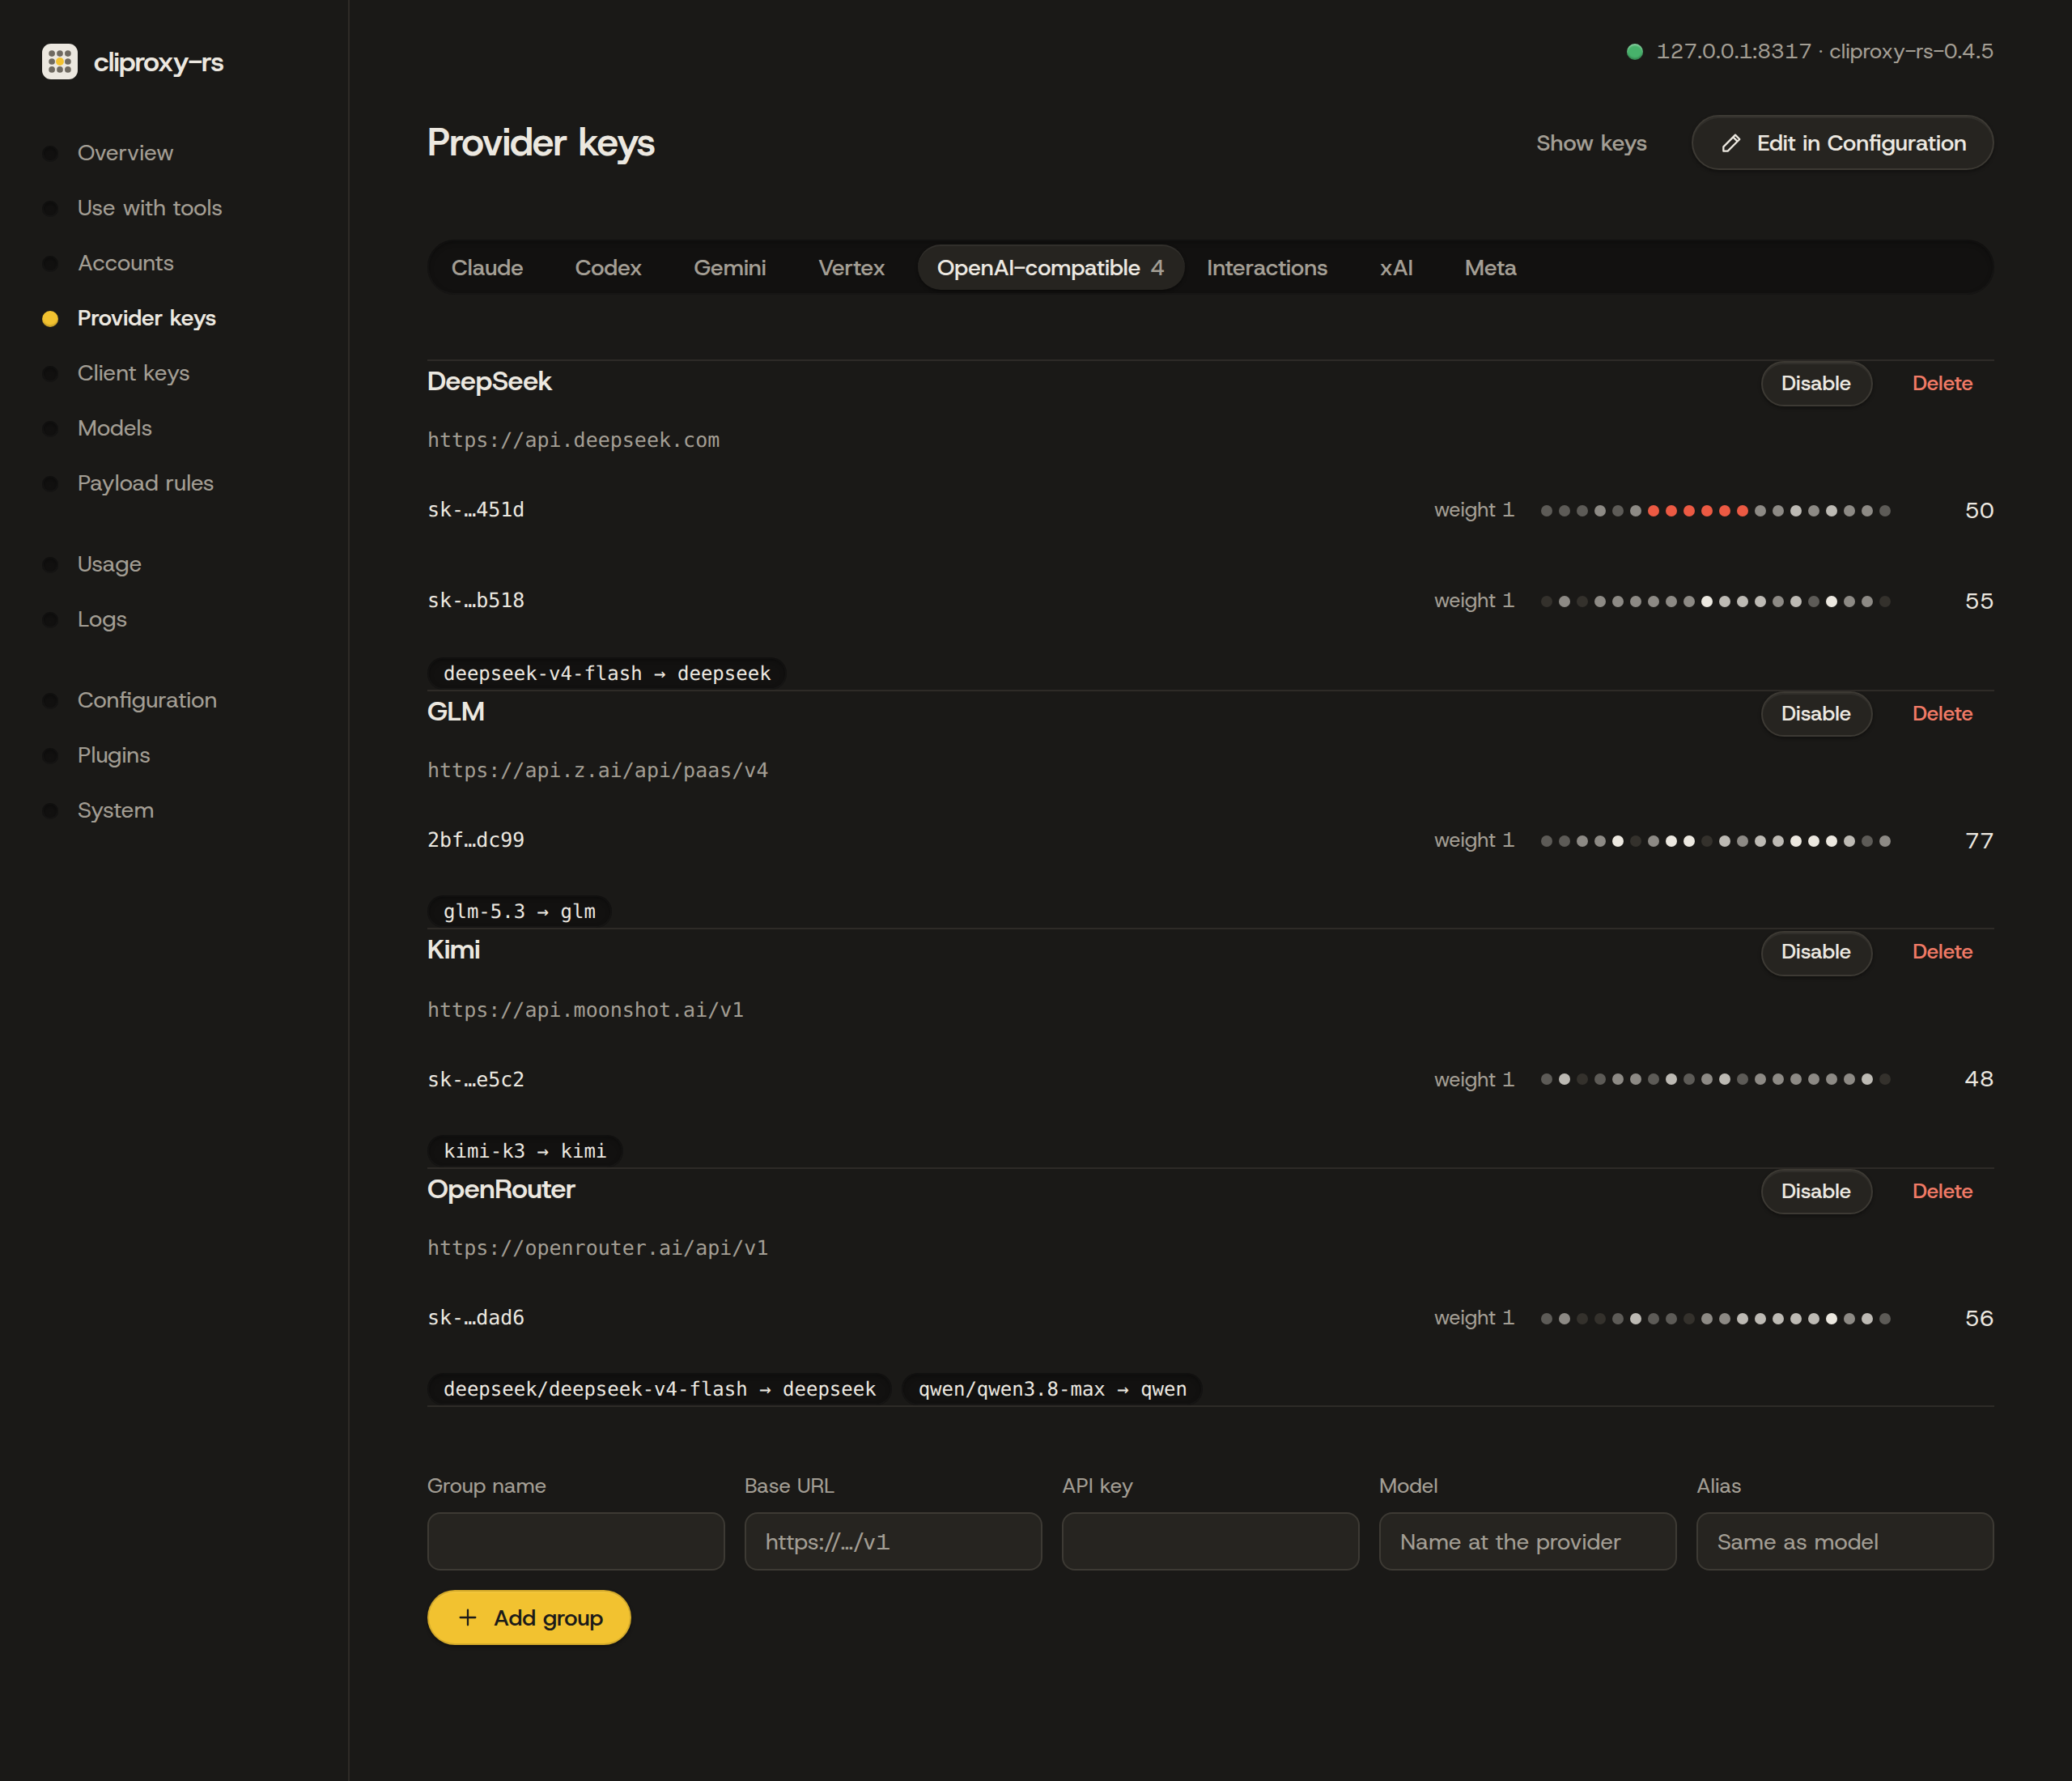 cliproxy-rs
127.0.0.1:8317 · cliproxy-rs-0.4.5
Overview
Use with tools
Accounts
Provider keys
Client keys
Models
Payload rules
Usage
Logs
Configuration
Plugins
System
Provider keys
Show keys
Edit in Configuration
Claude Codex Gemini Vertex OpenAI-compatible 4 Interactions xAI Meta
DeepSeek Disable Delete
https://api.deepseek.com
sk-…451d weight 1 50
sk-…b518 weight 1 55
deepseek-v4-flash → deepseek
GLM Disable Delete
https://api.z.ai/api/paas/v4
2bf…dc99 weight 1 77
glm-5.3 → glm
Kimi Disable Delete
https://api.moonshot.ai/v1
sk-…e5c2 weight 1 48
kimi-k3 → kimi
OpenRouter Disable Delete
https://openrouter.ai/api/v1
sk-…dad6 weight 1 56
deepseek/deepseek-v4-flash → deepseek qwen/qwen3.8-max → qwen
Group name Base URL API key Model Alias
https://…/v1 Name at the provider Same as model
Add group